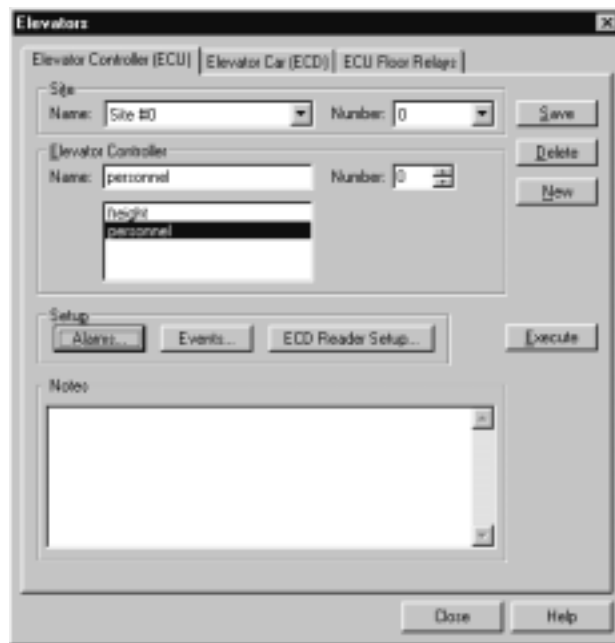 Elevators
Elevator Controller (ECU) Elevator Car (ECD) ECU Floor Relays
Site
Name: Site #0 Number: 0 Save
Elevator Controller Delete
Name: personnel Number: 0 New
height
personnel
Setup
Alarms... Events... ECD Reader Setup... Execute
Notes
Close Help